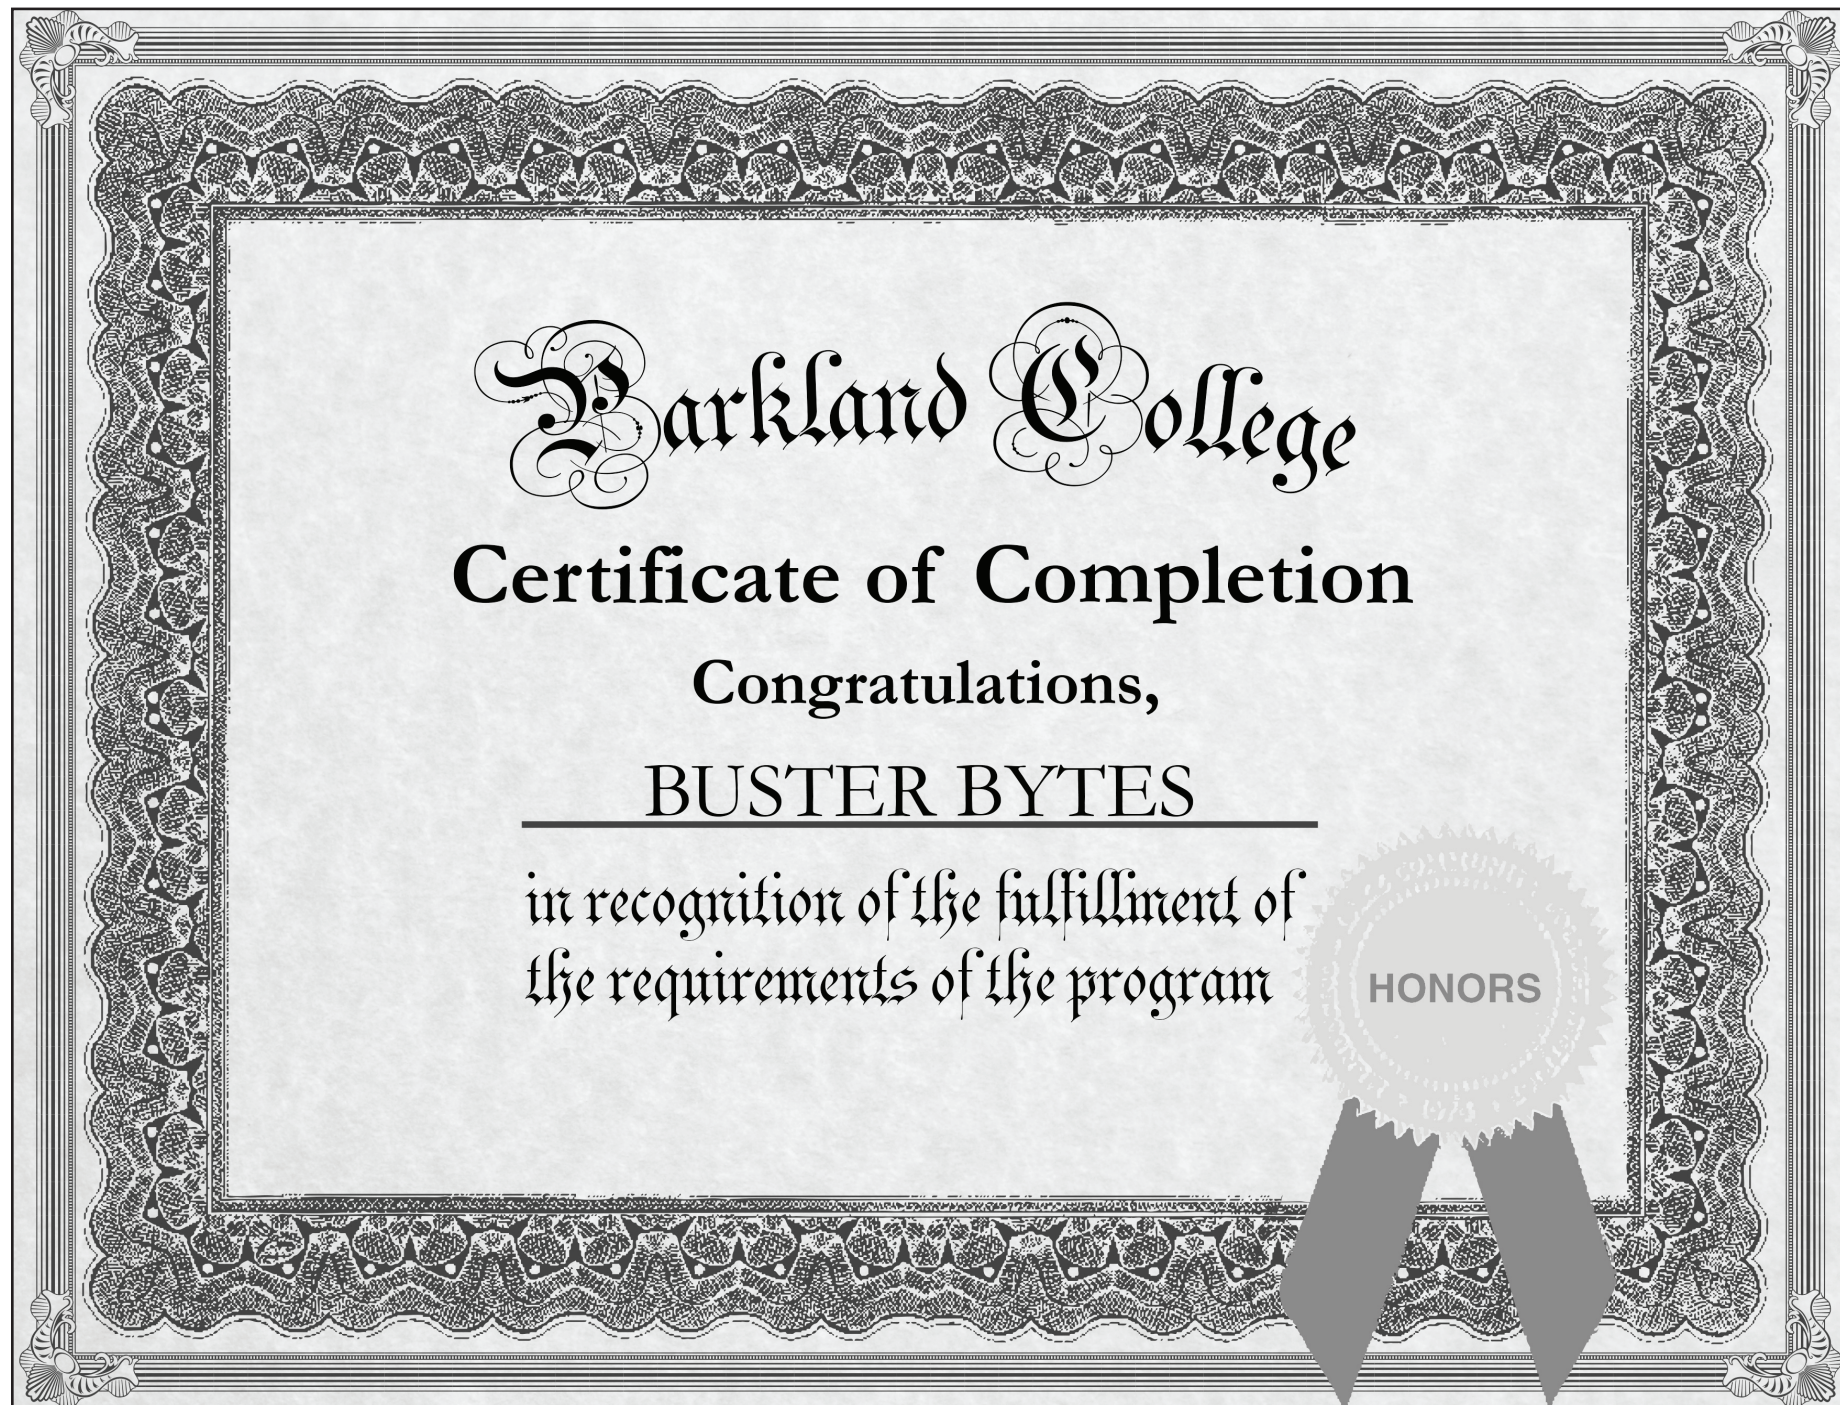 Parkland College
Certificate of Completion
Congratulations,
BUSTER BYTES
in recognition of the fulfillment of
the requirements of the program
HONORS